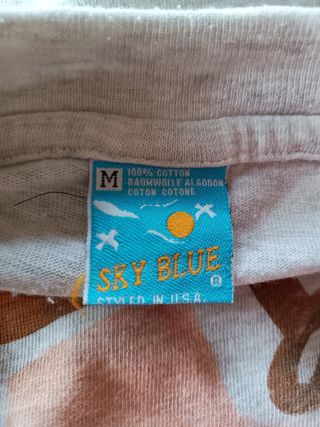 M
100% COTTON
BAUMWOLLE ALGODON
COTON COTONE
SKY BLUE
®
STYLED IN U.S.A.